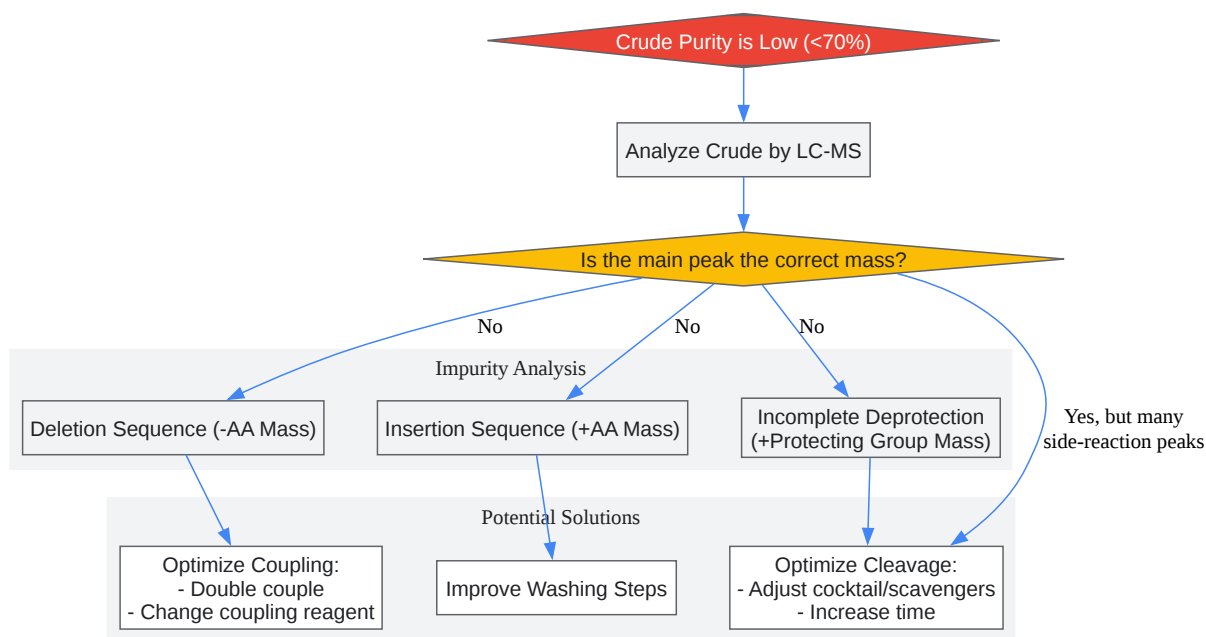 Crude Purity is Low (<70%)
Analyze Crude by LC-MS
Is the main peak the correct mass?
No
No
No
Impurity Analysis
Deletion Sequence (-AA Mass)
Insertion Sequence (+AA Mass)
Incomplete Deprotection
(+Protecting Group Mass)
Yes, but many
side-reaction peaks
Potential Solutions
Optimize Coupling:
- Double couple
- Change coupling reagent
Improve Washing Steps
Optimize Cleavage:
- Adjust cocktail/scavengers
- Increase time